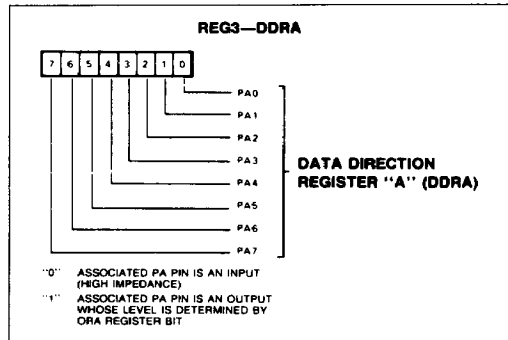 REG3—DDRA
7 6 5 4 3 2 1 0
PA0
PA1
PA2
PA3
PA4
PA5
PA6
PA7
DATA DIRECTION
REGISTER "A" (DDRA)
"0" ASSOCIATED PA PIN IS AN INPUT
(HIGH IMPEDANCE)
"1" ASSOCIATED PA PIN IS AN OUTPUT
WHOSE LEVEL IS DETERMINED BY
ORA REGISTER BIT